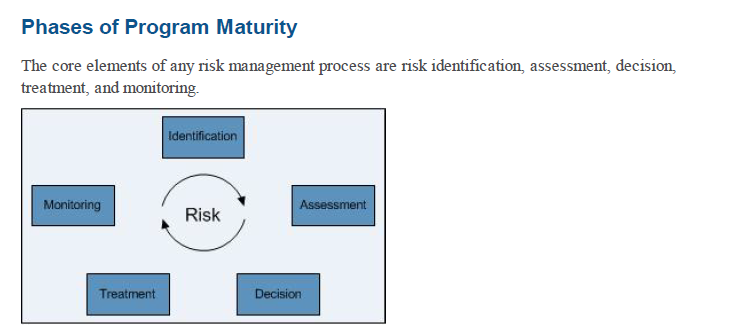 Phases of Program Maturity
The core elements of any risk management process are risk identification, assessment, decision,
treatment, and monitoring.
Identification
Monitoring
Risk
Assessment
Treatment
Decision